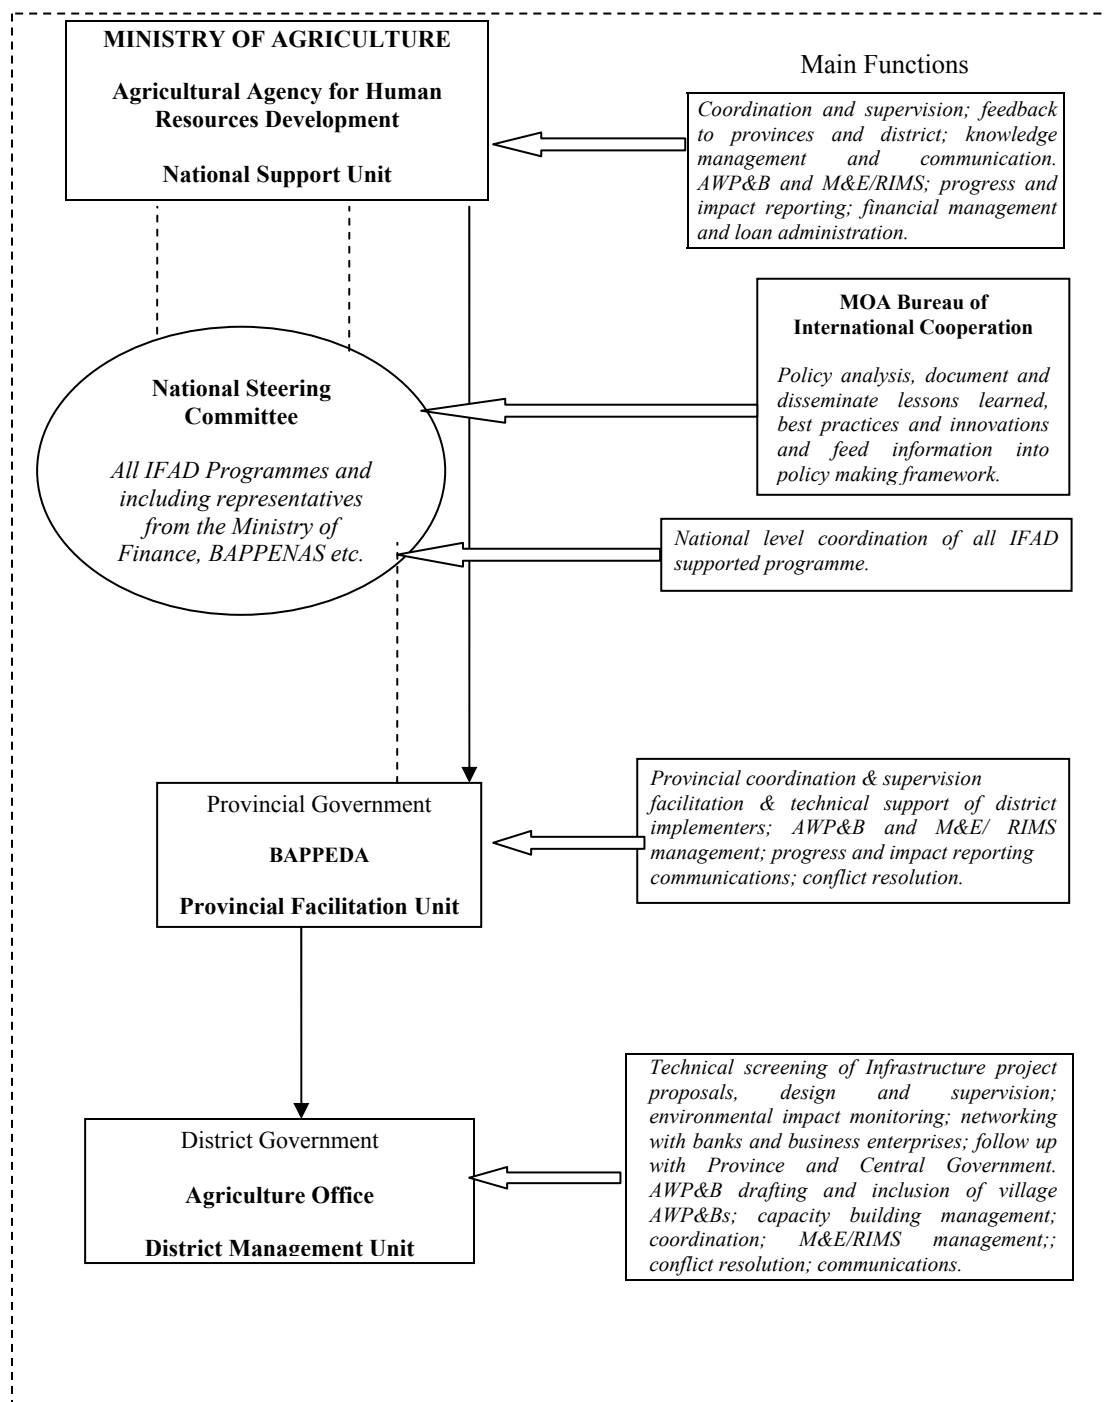 MINISTRY OF AGRICULTURE
Agricultural Agency for Human
Resources Development
National Support Unit
Main Functions
Coordination and supervision; feedback
to provinces and district; knowledge
management and communication.
AWP&B and M&E/RIMS; progress and
impact reporting; financial management
and loan administration.
MOA Bureau of
International Cooperation
Policy analysis, document and
disseminate lessons learned,
best practices and innovations
and feed information into
policy making framework.
National Steering
Committee
All IFAD Programmes and
including representatives
from the Ministry of
Finance, BAPPENAS etc.
National level coordination of all IFAD
supported programme.
Provincial Government
BAPPEDA
Provincial Facilitation Unit
Provincial coordination & supervision
facilitation & technical support of district
implementers; AWP&B and M&E/ RIMS
management; progress and impact reporting
communications; conflict resolution.
District Government
Agriculture Office
District Management Unit
Technical screening of Infrastructure project
proposals, design and supervision;
environmental impact monitoring; networking
with banks and business enterprises; follow up
with Province and Central Government.
AWP&B drafting and inclusion of village
AWP&Bs; capacity building management;
coordination; M&E/RIMS management;;
conflict resolution; communications.